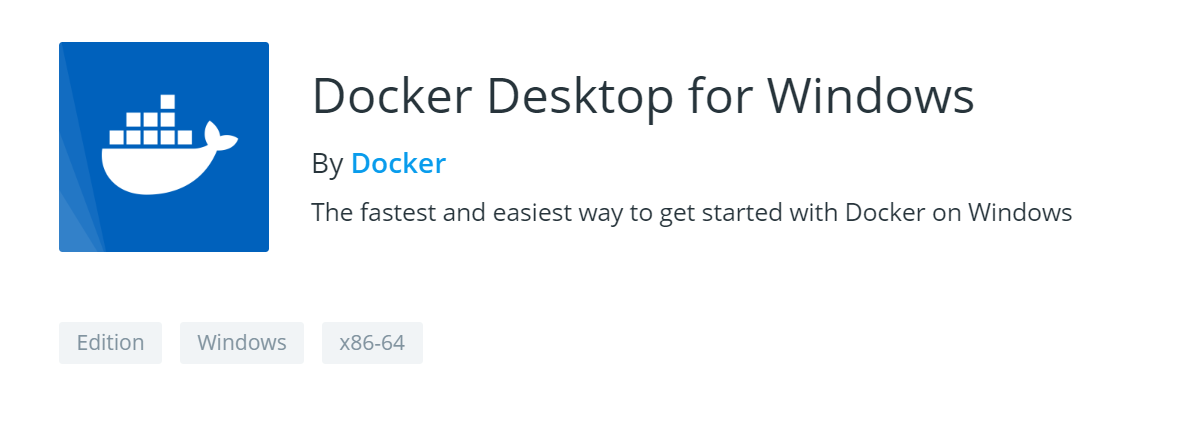 Docker Desktop for Windows
By Docker
The fastest and easiest way to get started with Docker on Windows
Edition Windows x86-64